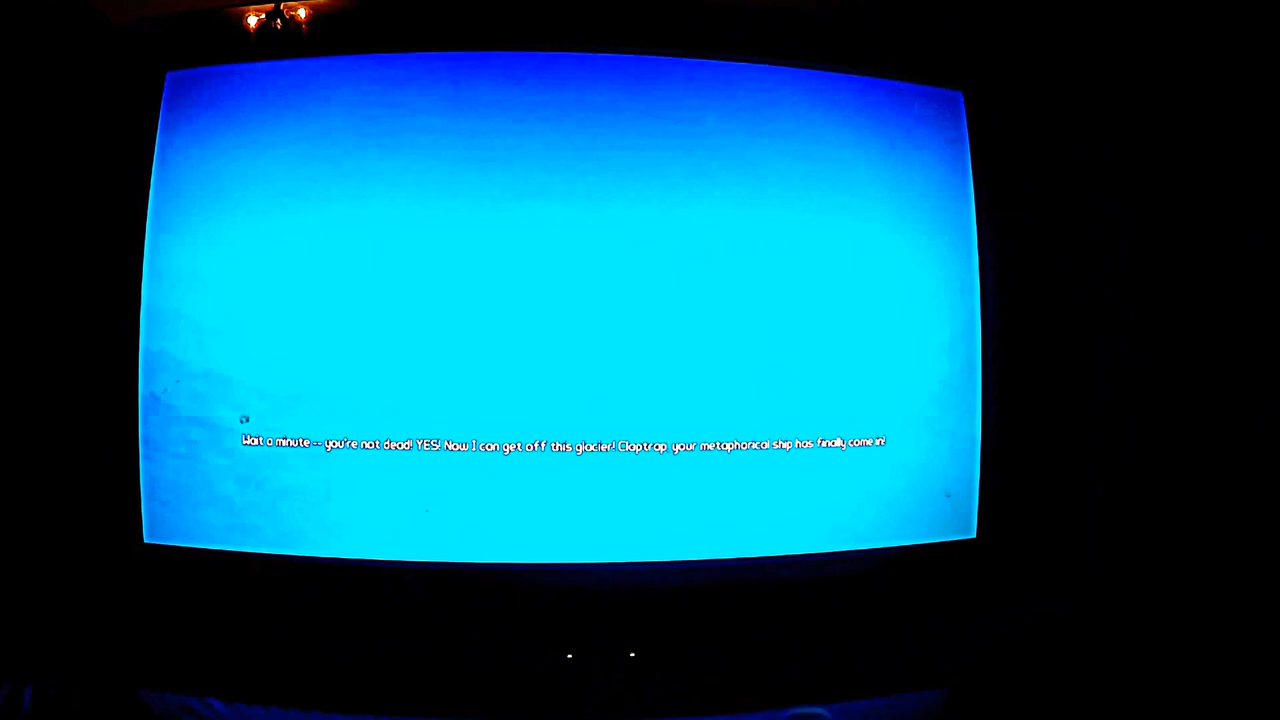 Wait a minute -- you're not dead! YES! Now I can get off this glacier! Claptrap, your metaphorical ship has finally come in!